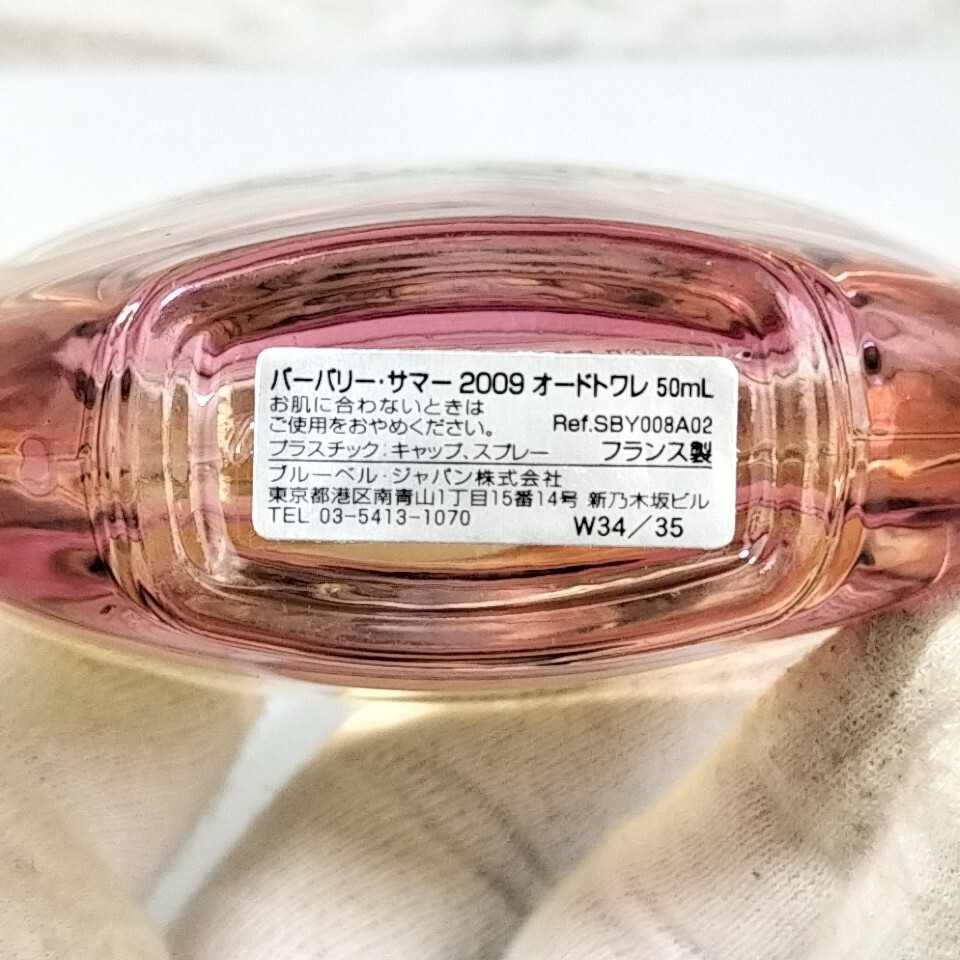 バーバリー・サマー 2009 オードトワレ 50mL
お肌に合わないときは
ご使用をおやめください。 Ref.SBY008A02
プラスチック:キャップ、スプレー フランス製
ブルーベル・ジャパン株式会社
東京都港区南青山1丁目15番14号 新乃木坂ビル
TEL 03-5413-1070 W34/35